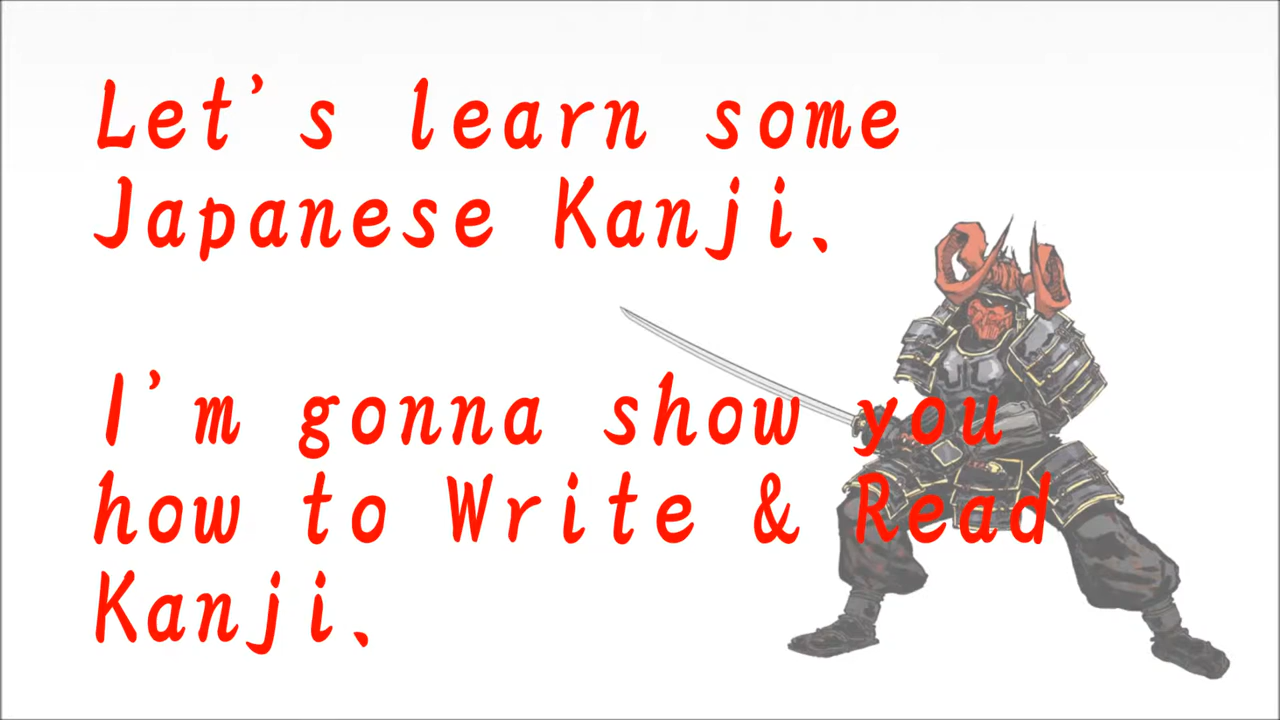 Let's learn some
Japanese Kanji、
I'm gonna show you
how to Write & Read
Kanji、